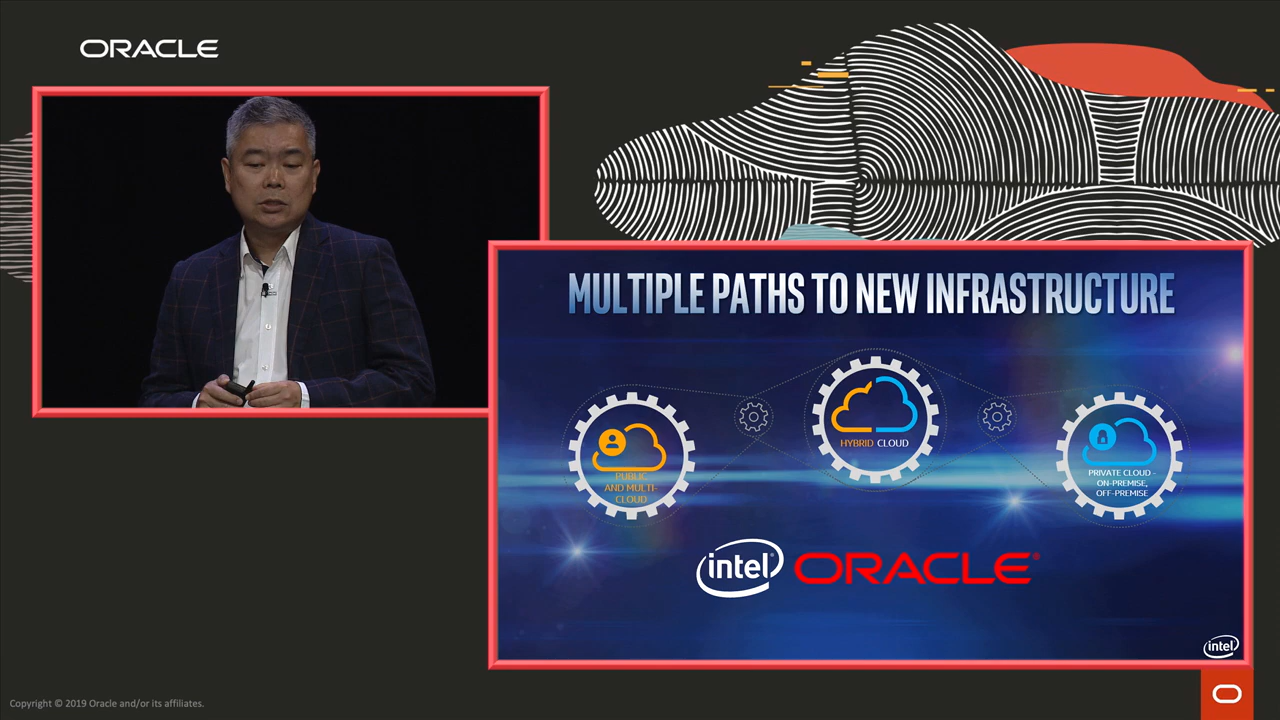 ORACLE
MULTIPLE PATHS TO NEW INFRASTRUCTURE
HYBRID CLOUD
PUBLIC
AND MULTI-
CLOUD
PRIVATE CLOUD -
ON-PREMISE,
OFF-PREMISE
intel ORACLE®
intel
Copyright © 2019 Oracle and/or its affiliates.